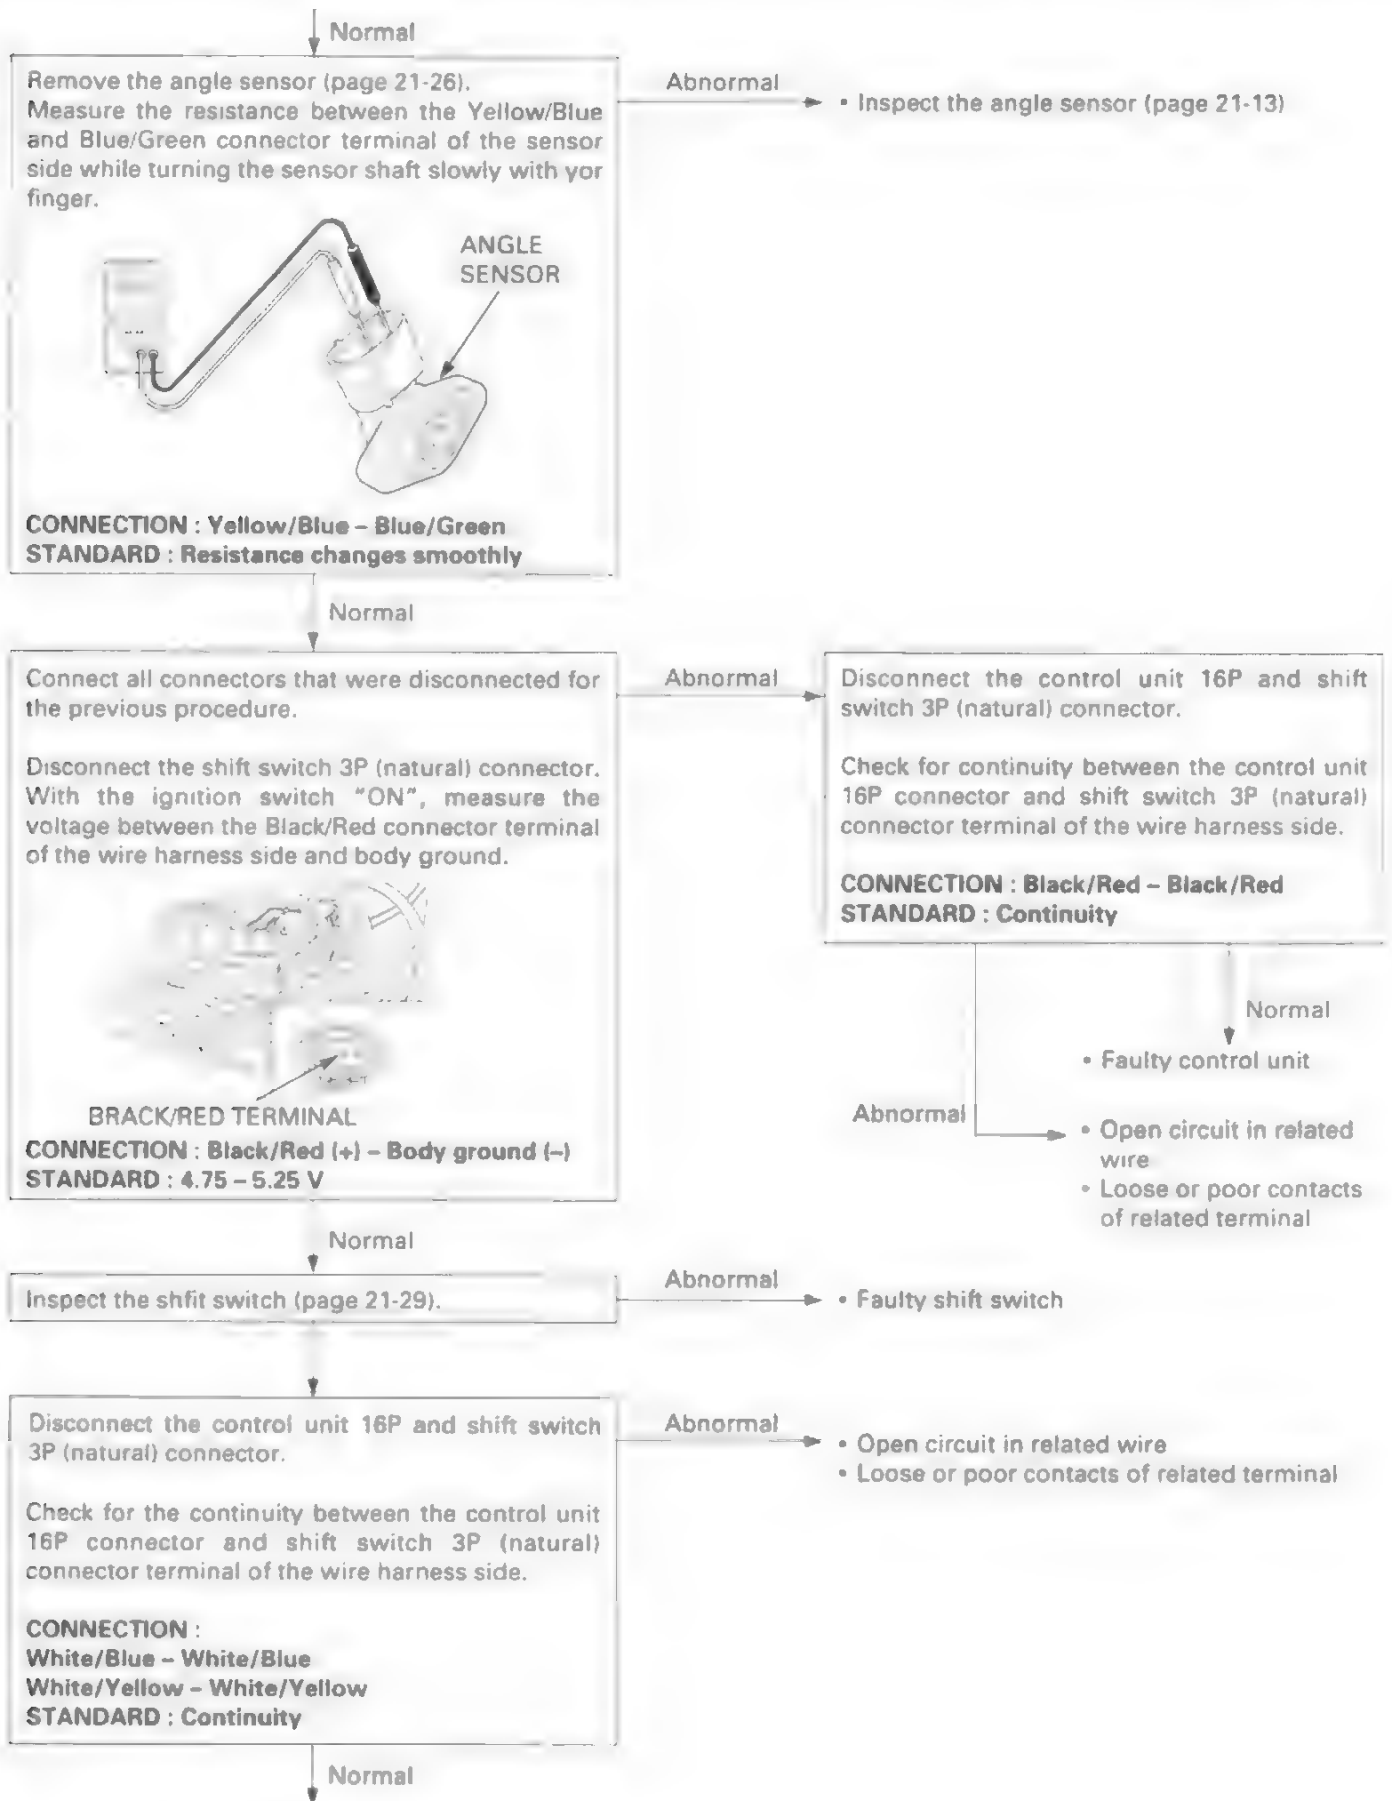 Normal
Remove the angle sensor (page 21-26).
Measure the resistance between the Yellow/Blue
and Blue/Green connector terminal of the sensor
side while turning the sensor shaft slowly with yor
finger.
Abnormal
• Inspect the angle sensor (page 21-13)
ANGLE
SENSOR
CONNECTION : Yellow/Blue – Blue/Green
STANDARD : Resistance changes smoothly
Normal
Connect all connectors that were disconnected for
the previous procedure.
Disconnect the shift switch 3P (natural) connector.
With the ignition switch "ON", measure the
voltage between the Black/Red connector terminal
of the wire harness side and body ground.
BRACK/RED TERMINAL
CONNECTION : Black/Red (+) – Body ground (–)
STANDARD : 4.75 – 5.25 V
Abnormal
Disconnect the control unit 16P and shift
switch 3P (natural) connector.
Check for continuity between the control unit
16P connector and shift switch 3P (natural)
connector terminal of the wire harness side.
CONNECTION : Black/Red – Black/Red
STANDARD : Continuity
Normal
• Faulty control unit
Abnormal
• Open circuit in related
wire
• Loose or poor contacts
of related terminal
Normal
Inspect the shfit switch (page 21-29).
Abnormal
• Faulty shift switch
Disconnect the control unit 16P and shift switch
3P (natural) connector.
Check for the continuity between the control unit
16P connector and shift switch 3P (natural)
connector terminal of the wire harness side.
CONNECTION :
White/Blue – White/Blue
White/Yellow – White/Yellow
STANDARD : Continuity
Abnormal
• Open circuit in related wire
• Loose or poor contacts of related terminal
Normal